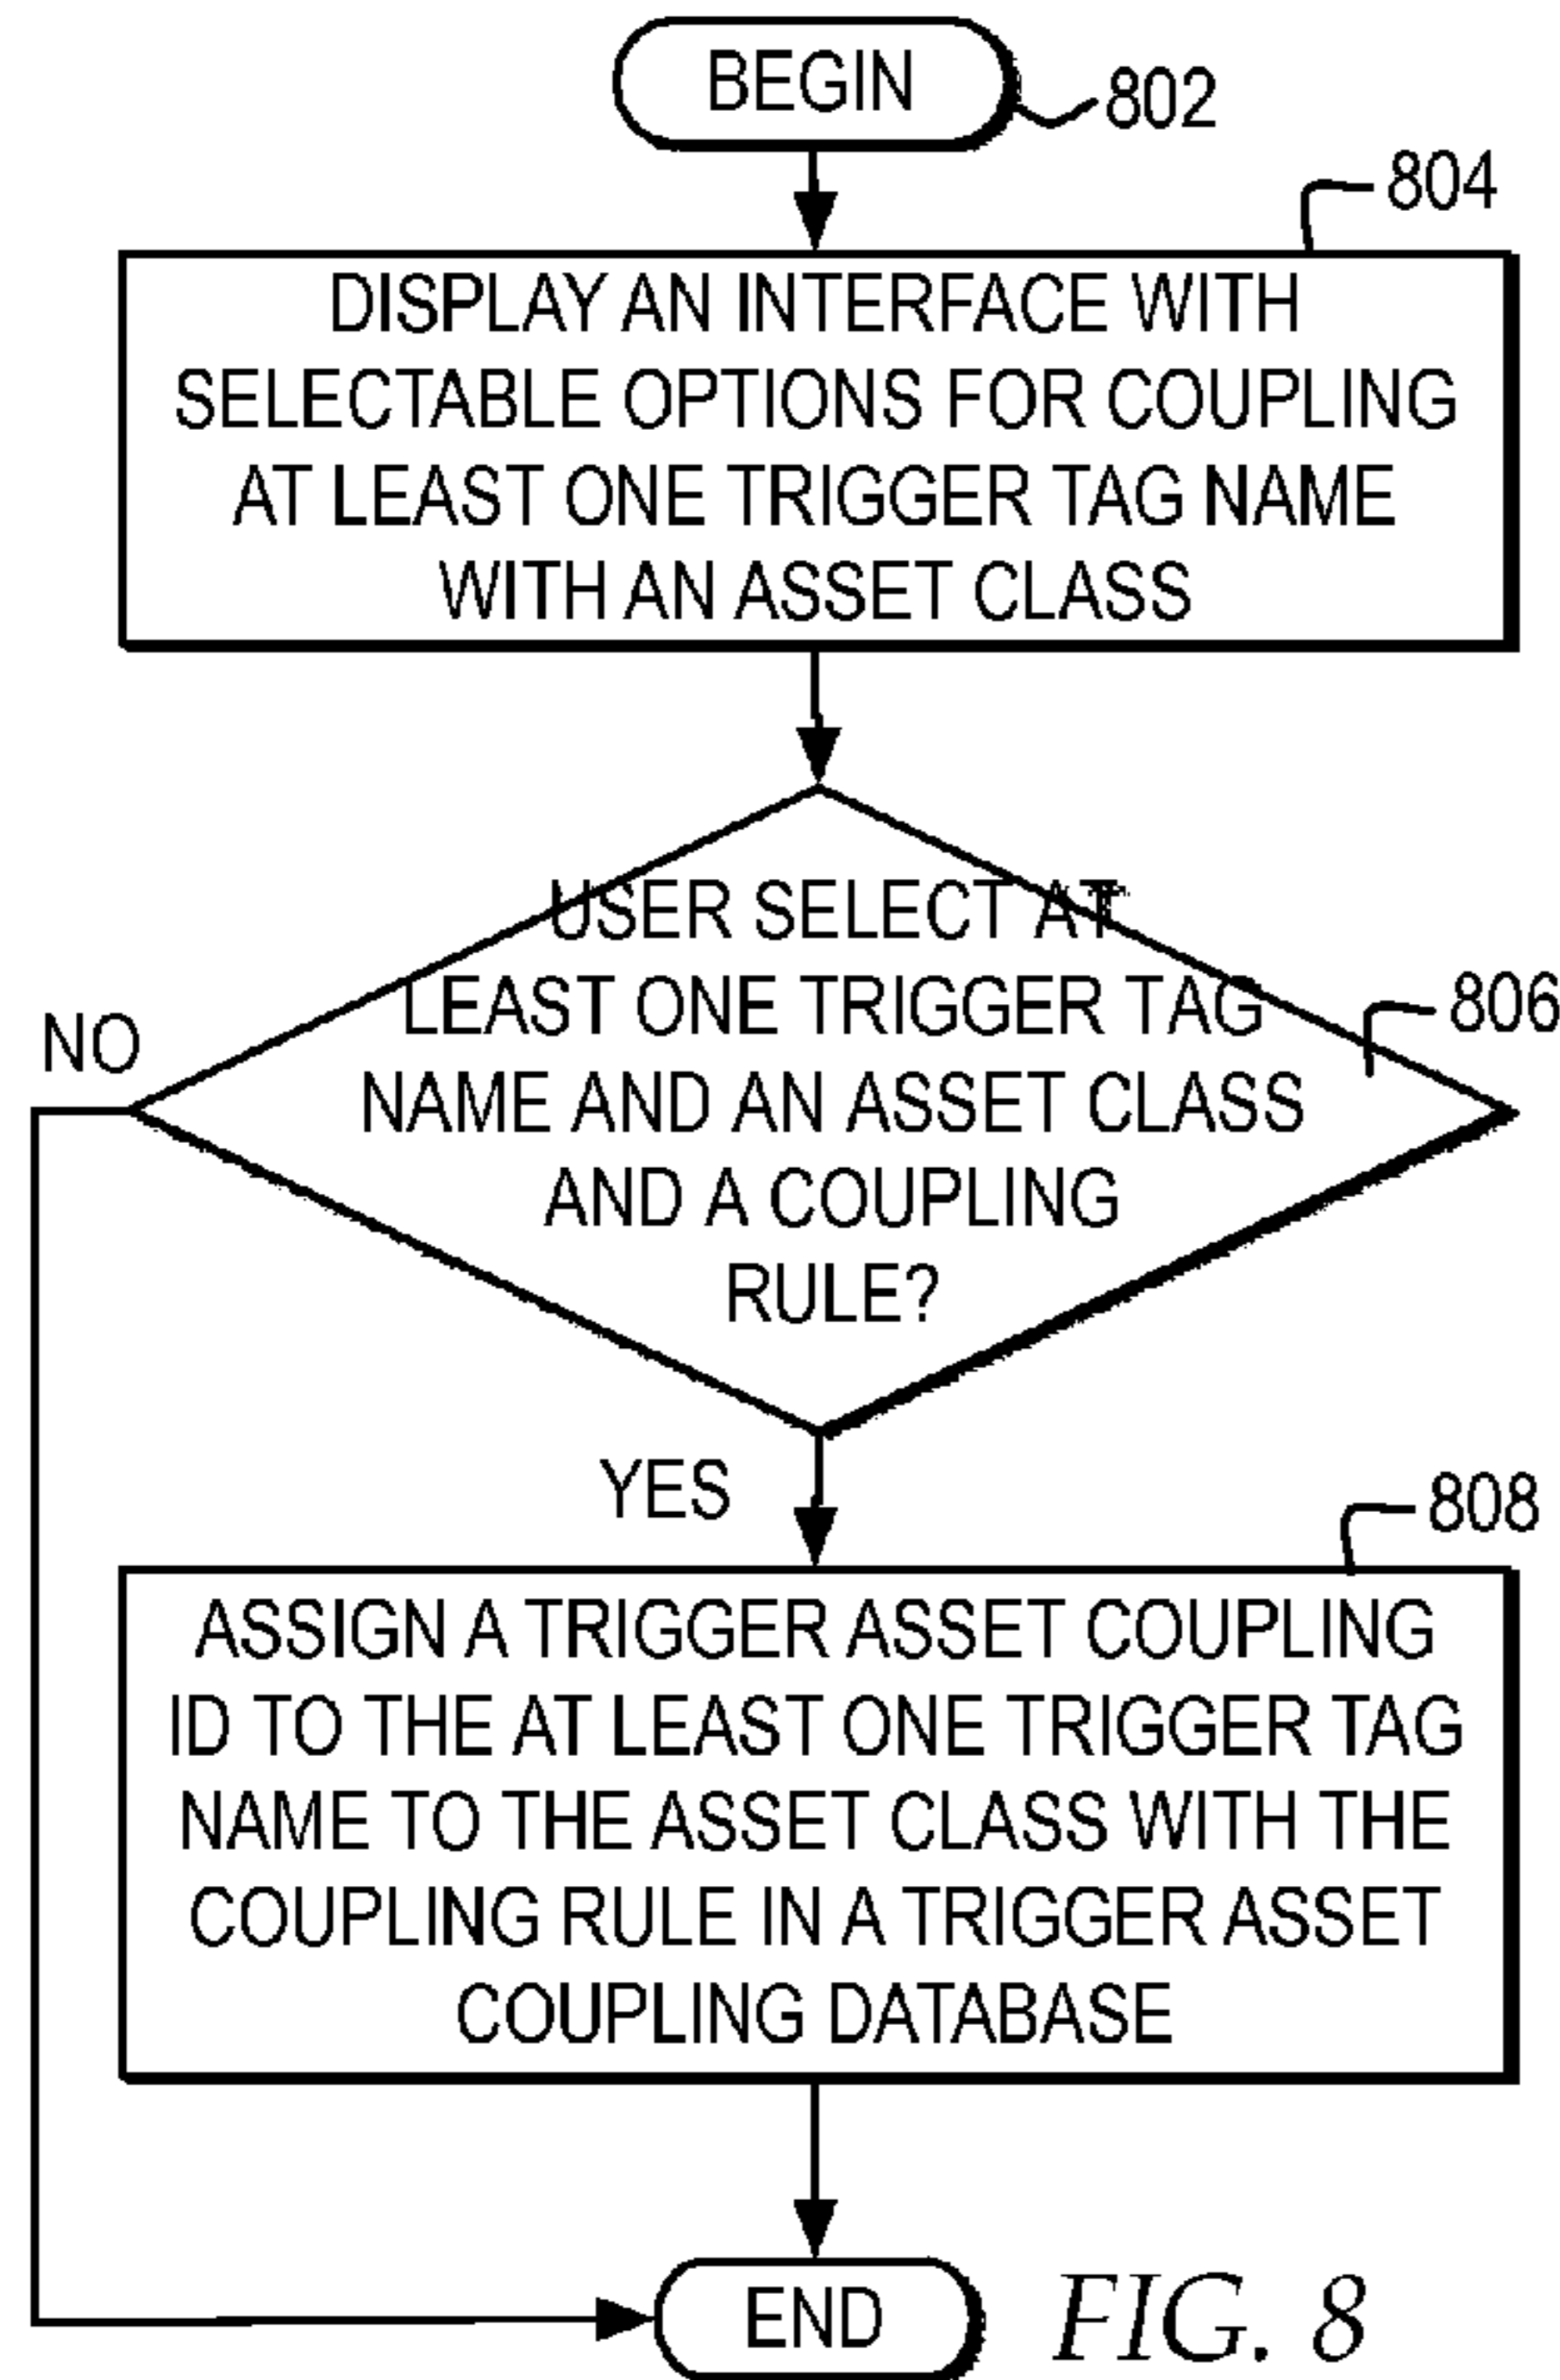 BEGIN
802
804
DISPLAY AN INTERFACE WITH
SELECTABLE OPTIONS FOR COUPLING
AT LEAST ONE TRIGGER TAG NAME
WITH AN ASSET CLASS
USER SELECT AT
LEAST ONE TRIGGER TAG
NAME AND AN ASSET CLASS
AND A COUPLING
RULE?
806
NO
YES
808
ASSIGN A TRIGGER ASSET COUPLING
ID TO THE AT LEAST ONE TRIGGER TAG
NAME TO THE ASSET CLASS WITH THE
COUPLING RULE IN A TRIGGER ASSET
COUPLING DATABASE
END
FIG. 8